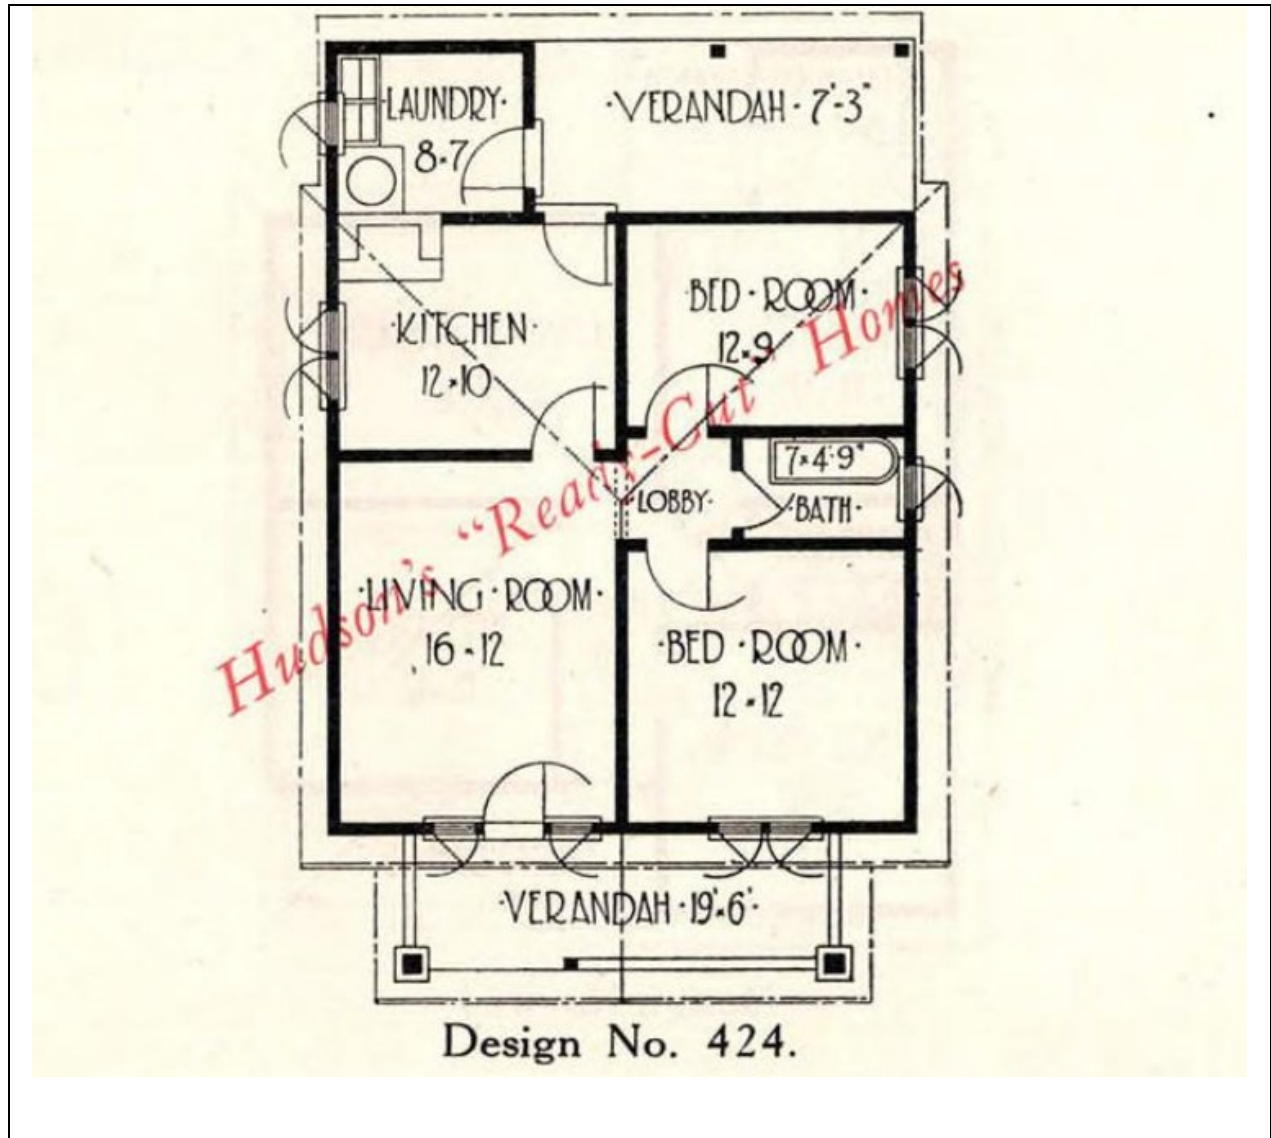 ·LAUNDRY·
8×7
·VERANDAH·7'-3"
·KITCHEN·
12×10
·BED·ROOM·
12×9
7×4'9"
·BATH·
LOBBY·
·LIVING·ROOM·
16×12
·BED·ROOM·
12×12
Hudson's “Ready-Cut” Homes
·VERANDAH·19'×6'·
Design No. 424.